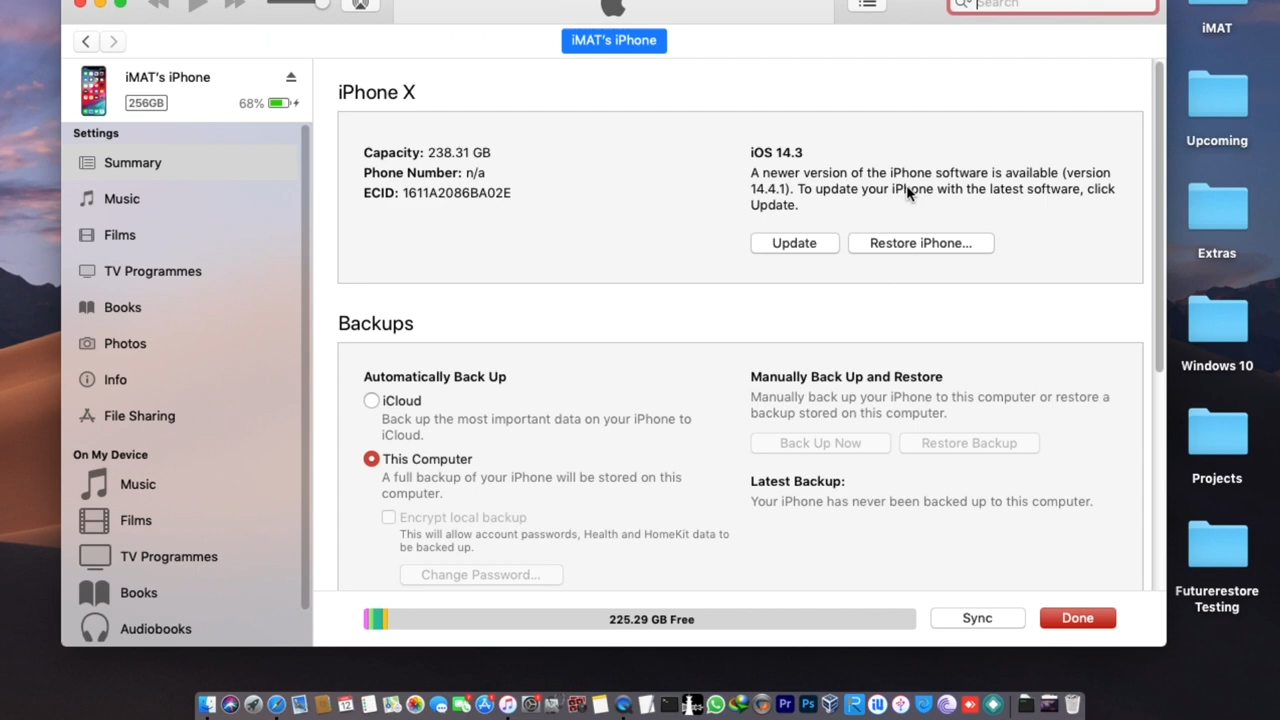 Search
iMAT's iPhone
iMAT's iPhone
256GB
68%
Settings
Summary
Music
Films
TV Programmes
Books
Photos
Info
File Sharing
On My Device
Music
Films
TV Programmes
Books
Audiobooks
iPhone X
Capacity: 238.31 GB
Phone Number: n/a
ECID: 1611A2086BA02E
iOS 14.3
A newer version of the iPhone software is available (version
14.4.1). To update your iPhone with the latest software, click
Update.
Update
Restore iPhone...
Backups
Automatically Back Up
iCloud
Back up the most important data on your iPhone to
iCloud.
This Computer
A full backup of your iPhone will be stored on this
computer.
Encrypt local backup
This will allow account passwords, Health and HomeKit data to
be backed up.
Change Password...
Manually Back Up and Restore
Manually back up your iPhone to this computer or restore a
backup stored on this computer.
Back Up Now
Restore Backup
Latest Backup:
Your iPhone has never been backed up to this computer.
225.29 GB Free
Sync
Done
iMAT
Upcoming
Extras
Windows 10
Projects
Futurerestore
Testing
12
Pr
Ps
R
iU